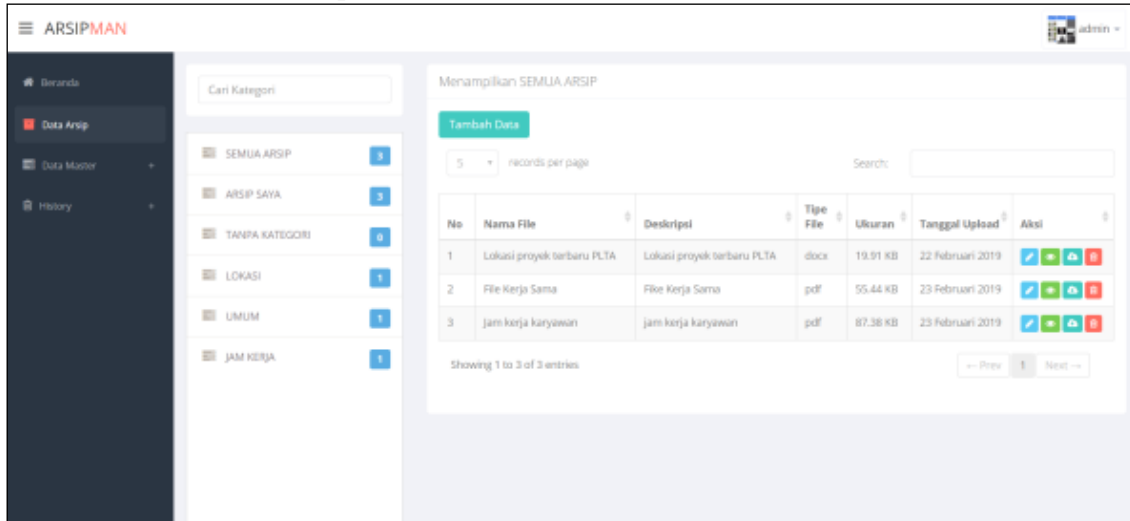 ARSIPMAN
admin
Beranda
Data Arsip
Data Master +
History +
Cari Kategori
SEMUA ARSIP 3
ARSIP SAYA 3
TANPA KATEGORI 0
LOKASI 1
UMUM 1
JAM KERJA 1
Menampilkan SEMUA ARSIP
Tambah Data
5 records per page Search:
No Nama File Deskripsi Tipe File Ukuran Tanggal Upload Aksi
1 Lokasi proyek terbaru PLTA Lokasi proyek terbaru PLTA docx 19.91 KB 22 Februari 2019
2 File Kerja Sama Fike Kerja Sama pdf 55.44 KB 23 Februari 2019
3 Jam kerja karyawan jam kerja karyawan pdf 87.38 KB 23 Februari 2019
Showing 1 to 3 of 3 entries
← Prev 1 Next →